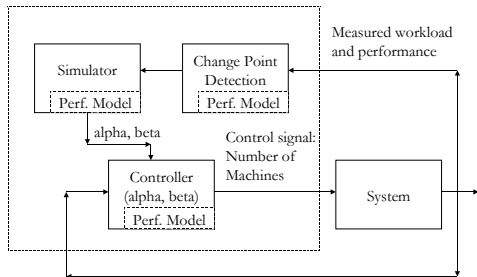 Measured workload
and performance
Simulator
Perf. Model
Change Point
Detection
Perf. Model
alpha, beta
Control signal:
Number of
Machines
Controller
(alpha, beta)
Perf. Model
System